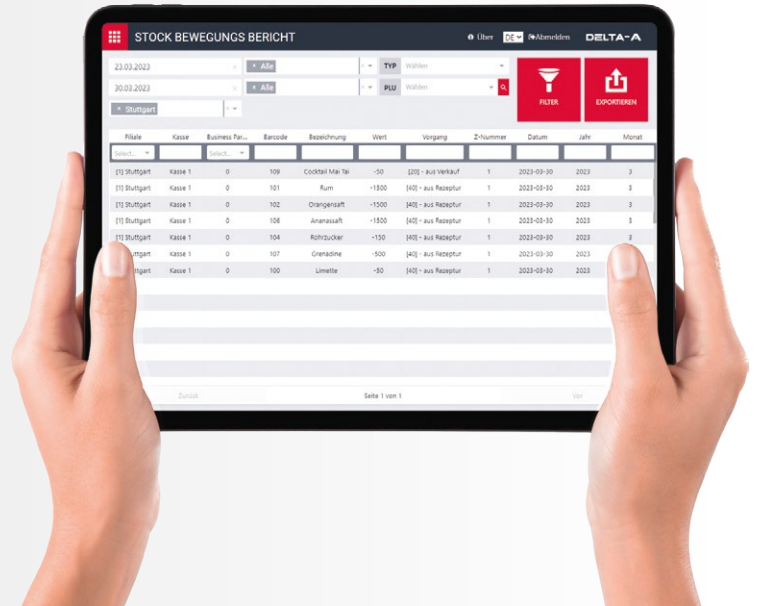 STOCK BEWEGUNGS BERICHT Über DE Abmelden DELTA-A
23.03.2023 × × Alle × TYP Wählen
30.03.2023 × × Alle × PLU Wählen
× Stuttgart ×
FILTER EXPORTIEREN
Filiale Kasse Business Par... Barcode Bezeichnung Wert Vorgang Z-Nummer Datum Jahr Monat
Select... Select...
[1] Stuttgart Kasse 1 0 109 Cocktail Mai Tai -50 [20] - aus Verkauf 1 2023-03-30 2023 3
[1] Stuttgart Kasse 1 0 101 Rum -1500 [40] - aus Rezeptur 1 2023-03-30 2023 3
[1] Stuttgart Kasse 1 0 102 Orangensaft -1500 [40] - aus Rezeptur 1 2023-03-30 2023 3
[1] Stuttgart Kasse 1 0 106 Ananassaft -1500 [40] - aus Rezeptur 1 2023-03-30 2023 3
[1] Stuttgart Kasse 1 0 104 Rohrzucker -150 [40] - aus Rezeptur 1 2023-03-30 2023 3
Stuttgart Kasse 1 0 107 Grenadine -500 [40] - aus Rezeptur 1 2023-03-30 2023
Kasse 1 0 100 Limette -50 [40] - aus Rezeptur 1 2023-03-30 2023
Zurück Seite 1 von 1 Vor